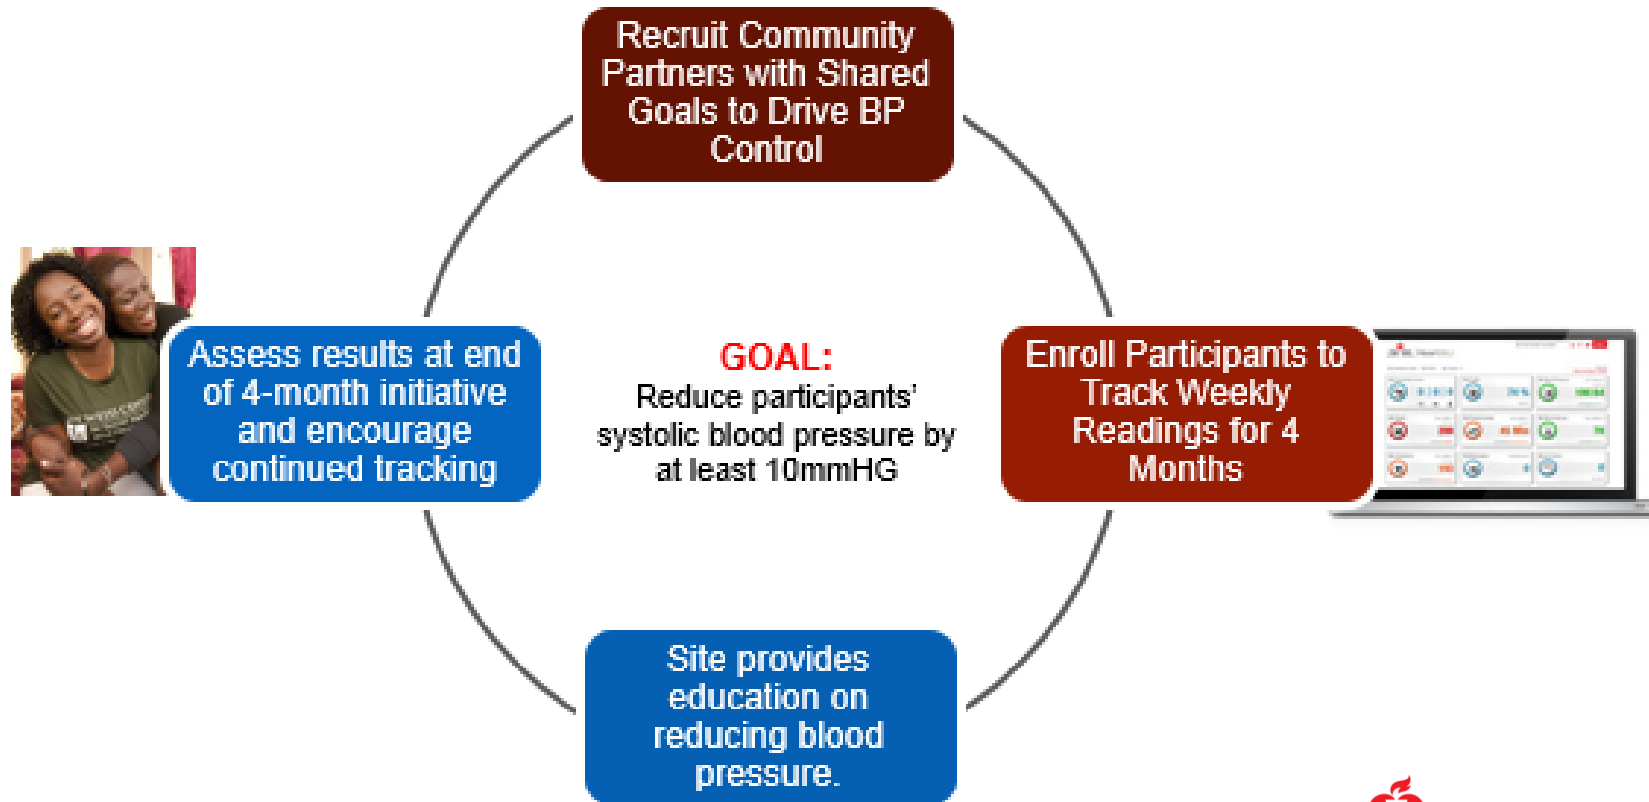 Recruit Community
Partners with Shared
Goals to Drive BP
Control
Assess results at end
of 4-month initiative
and encourage
continued tracking
GOAL:
Reduce participants’
systolic blood pressure by
at least 10mmHG
Enroll Participants to
Track Weekly
Readings for 4
Months
Site provides
education on
reducing blood
pressure.